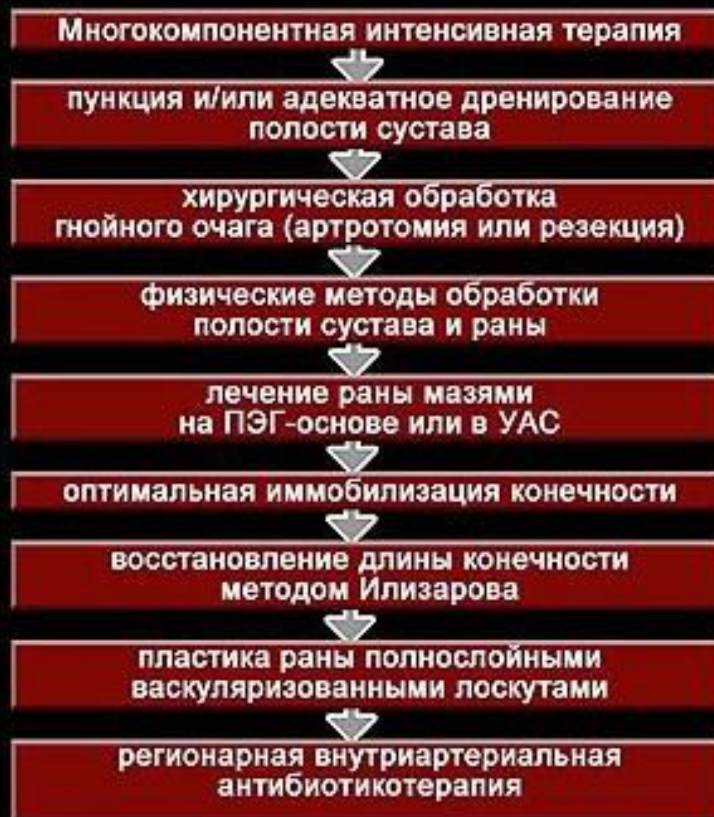 Многокомпонентная интенсивная терапия
пункция и/или адекватное дренирование
полости сустава
хирургическая обработка
гнойного очага (артротомия или резекция)
физические методы обработки
полости сустава и раны
лечение раны мазями
на ПЭГ-основе или в УАС
оптимальная иммобилизация конечности
восстановление длины конечности
методом Илизарова
пластика раны полнослойными
васкуляризованными лоскутами
регионарная внутриартериальная
антибиотикотерапия